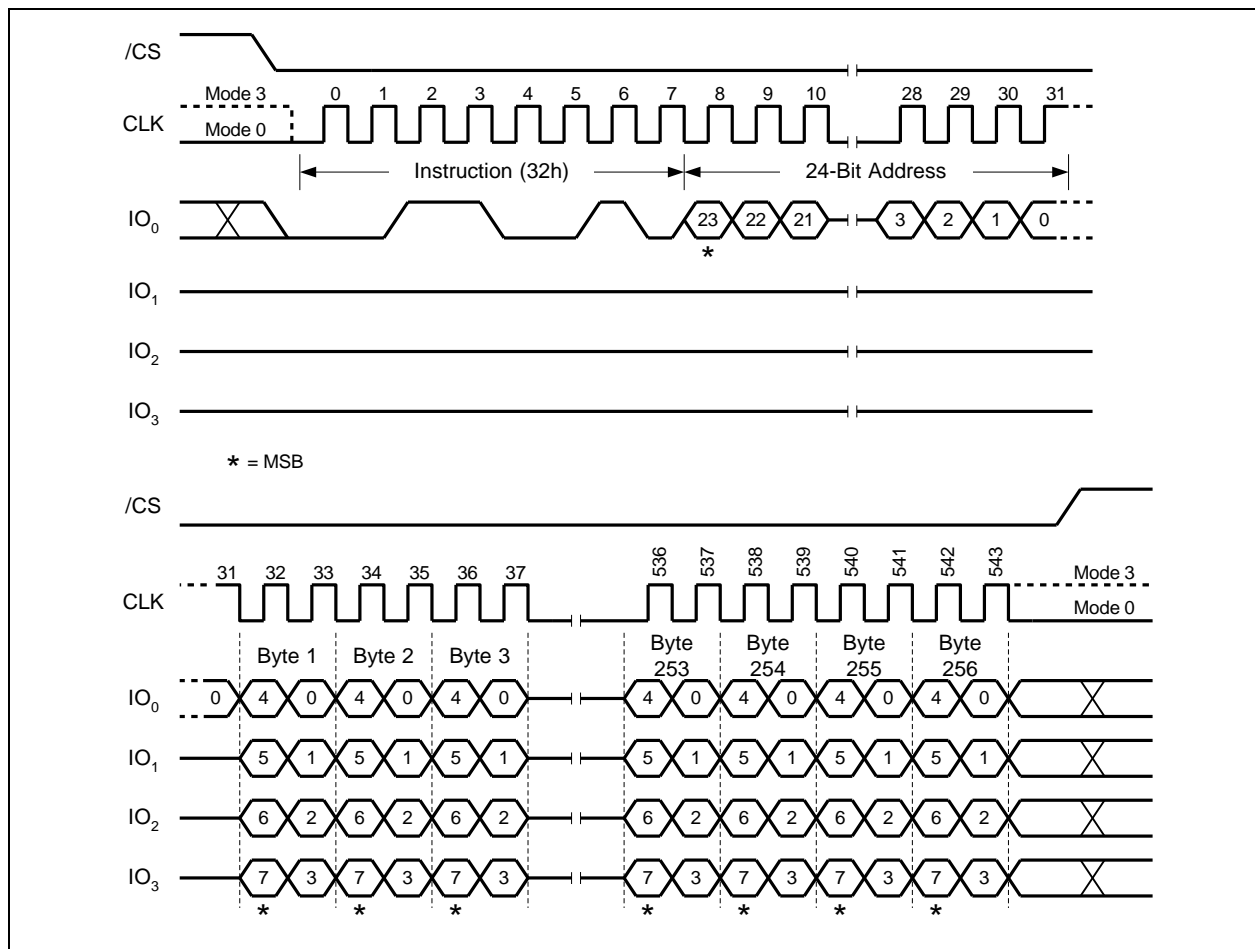 /CS
Mode 3
0 1 2 3 4 5 6 7 8 9 10 28 29 30 31
CLK
Mode 0
Instruction (32h) 24-Bit Address
IO0 23 22 21 3 2 1 0
*
IO1
IO2
IO3
* = MSB
/CS
31 32 33 34 35 36 37 536 537 538 539 540 541 542 543
Mode 3
CLK
Mode 0
Byte 1 Byte 2 Byte 3 Byte 253 Byte 254 Byte 255 Byte 256
IO0 0 4 0 4 0 4 0 4 0 4 0 4 0 4 0
IO1 5 1 5 1 5 1 5 1 5 1 5 1 5 1
IO2 6 2 6 2 6 2 6 2 6 2 6 2 6 2
IO3 7 3 7 3 7 3 7 3 7 3 7 3 7 3
* * * * * * *